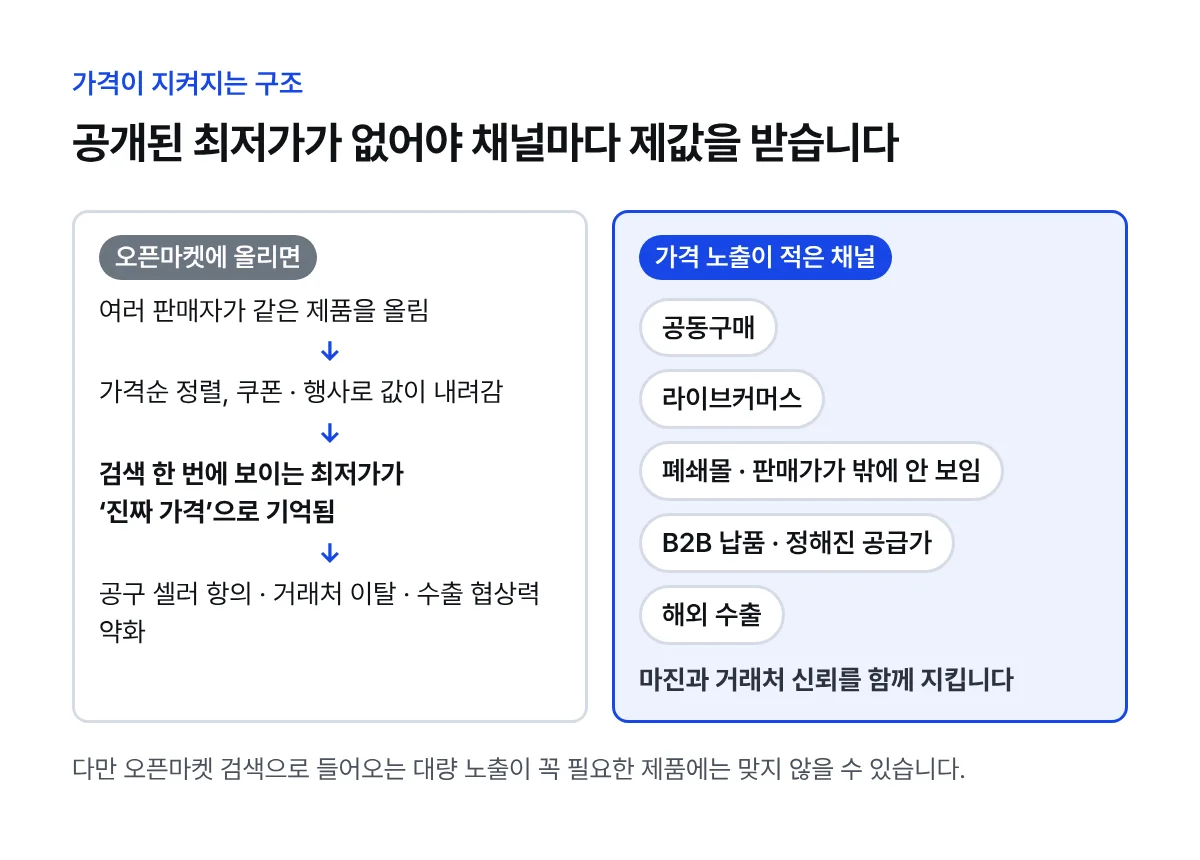 가격이 지켜지는 구조
공개된 최저가가 없어야 채널마다 제값을 받습니다
오픈마켓에 올리면
여러 판매자가 같은 제품을 올림
↓
가격순 정렬, 쿠폰 · 행사로 값이 내려감
↓
검색 한 번에 보이는 최저가가
‘진짜 가격’으로 기억됨
↓
공구 셀러 항의 · 거래처 이탈 · 수출 협상력
약화
가격 노출이 적은 채널
공동구매
라이브커머스
폐쇄몰 · 판매가가 밖에 안 보임
B2B 납품 · 정해진 공급가
해외 수출
마진과 거래처 신뢰를 함께 지킵니다
다만 오픈마켓 검색으로 들어오는 대량 노출이 꼭 필요한 제품에는 맞지 않을 수 있습니다.